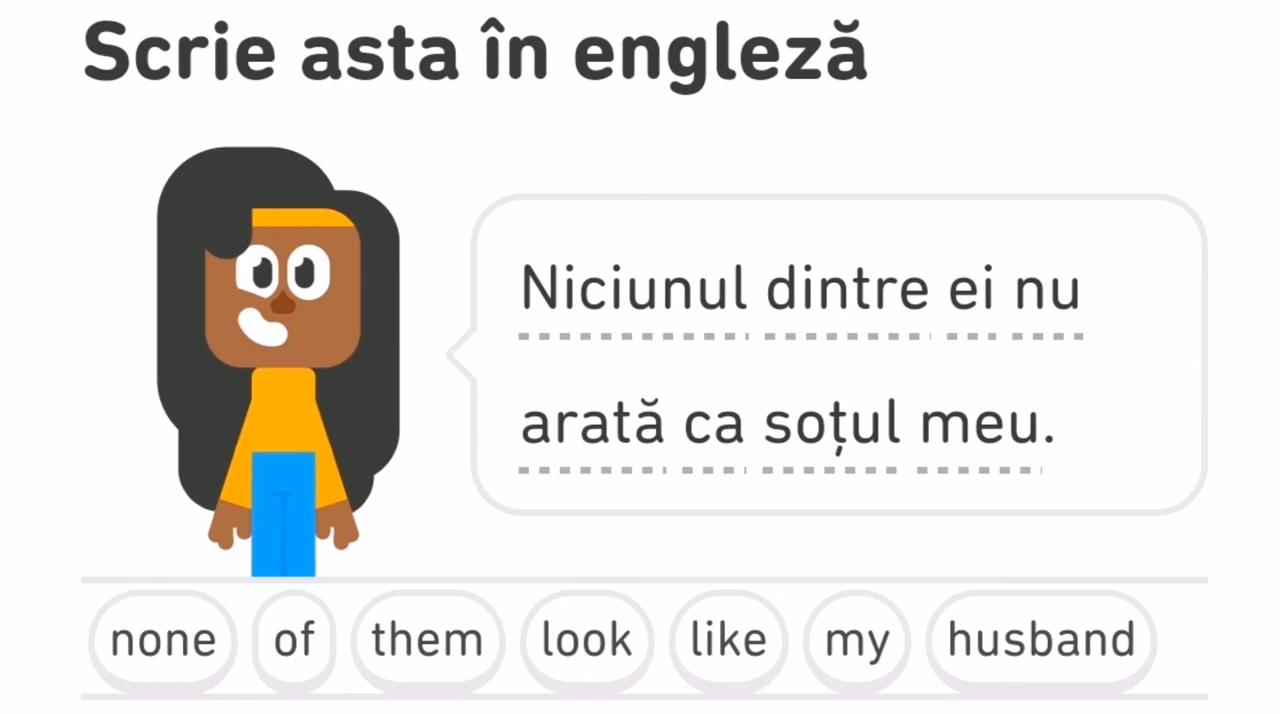 Scrie asta în engleză
Niciunul dintre ei nu
arată ca soțul meu.
none of them look like my husband